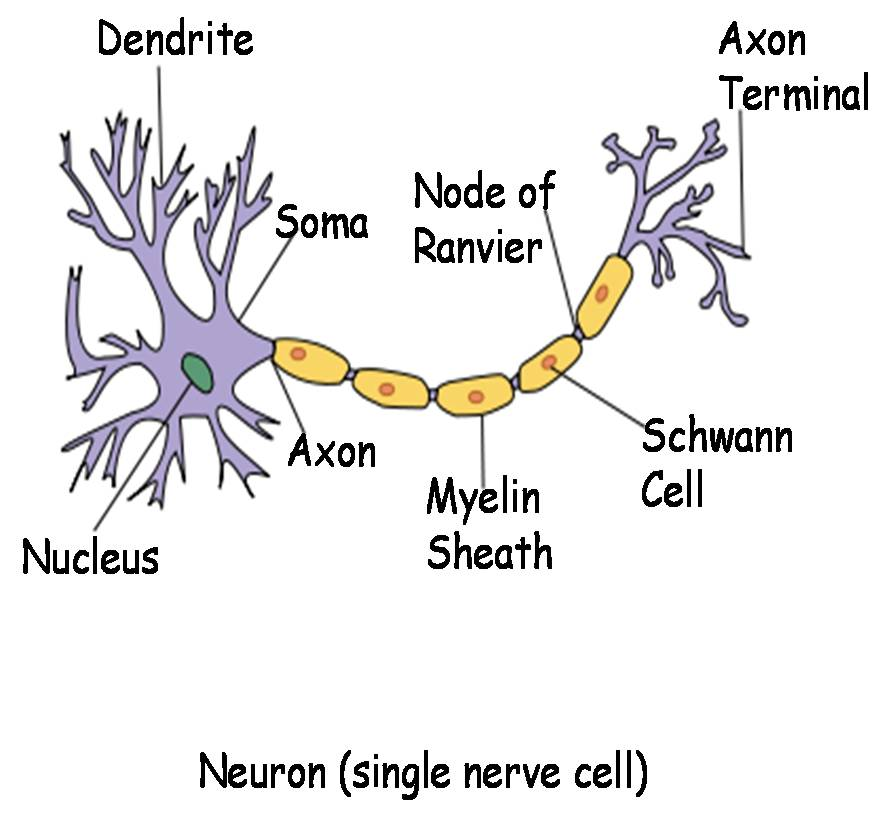 Dendrite
Axon
Terminal
Node of
Ranvier
Soma
Axon
Schwann
Cell
Myelin
Sheath
Nucleus
Neuron (single nerve cell)